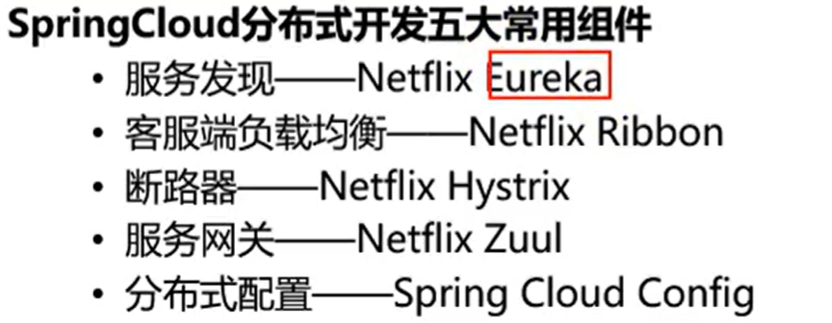 SpringCloud分布式开发五大常用组件
• 服务发现——Netflix Eureka
• 客服端负载均衡——Netflix Ribbon
• 断路器——Netflix Hystrix
• 服务网关——Netflix Zuul
• 分布式配置——Spring Cloud Config